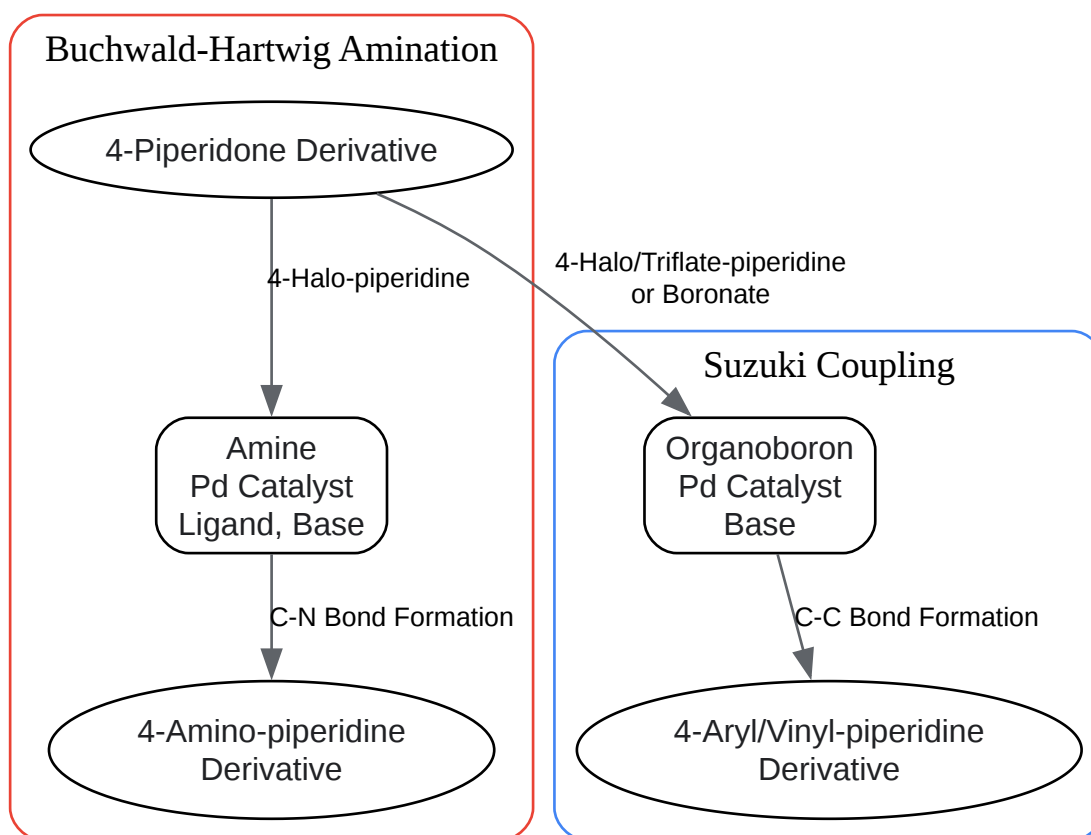 Buchwald-Hartwig Amination
4-Piperidone Derivative
4-Halo-piperidine
4-Halo/Triflate-piperidine
or Boronate
Suzuki Coupling
Amine
Pd Catalyst
Ligand, Base
Organoboron
Pd Catalyst
Base
C-N Bond Formation
C-C Bond Formation
4-Amino-piperidine
Derivative
4-Aryl/Vinyl-piperidine
Derivative